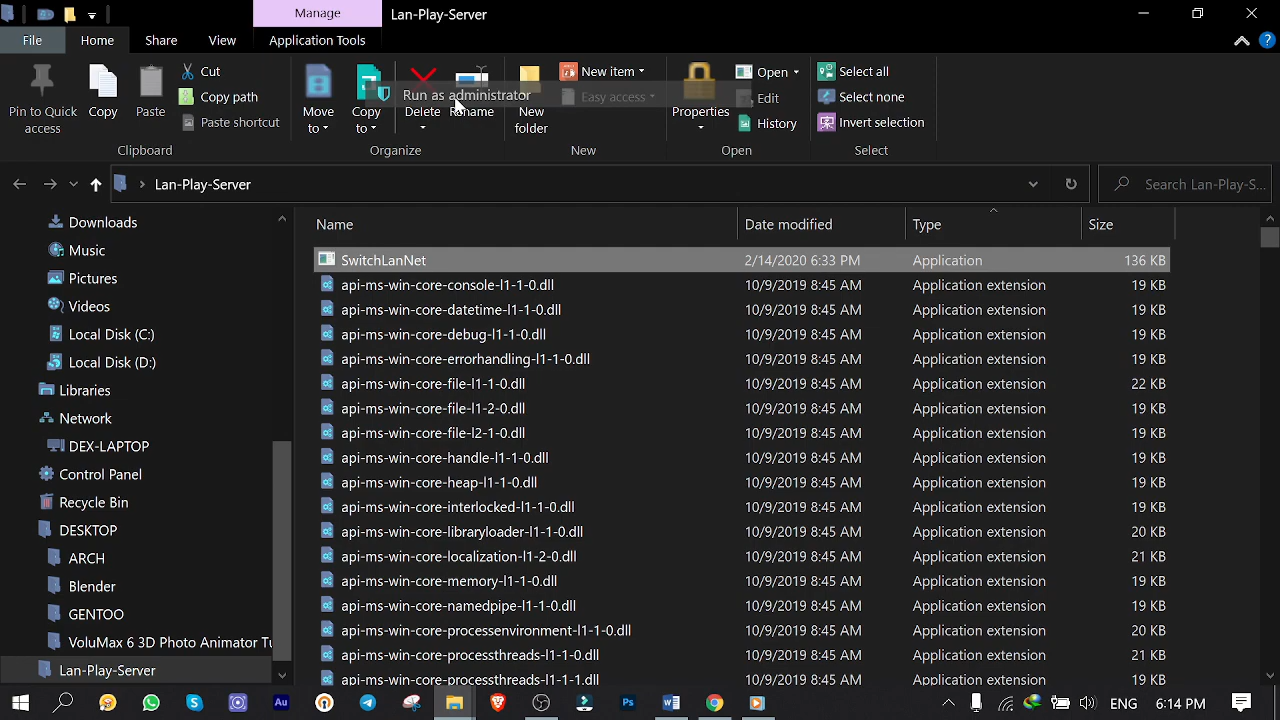 Manage
Lan-Play-Server
File
Home
Share
View
Application Tools
Pin to Quick access
Copy
Paste
Cut
Copy path
Paste shortcut
Clipboard
Move to
Copy to
Delete
Rename
Run as administrator
Organize
New folder
New item
Easy access
New
Properties
Open
Edit
History
Open
Select all
Select none
Invert selection
Select
Lan-Play-Server
Search Lan-Play-S...
Downloads
Music
Pictures
Videos
Local Disk (C:)
Local Disk (D:)
Libraries
Network
DEX-LAPTOP
Control Panel
Recycle Bin
DESKTOP
ARCH
Blender
GENTOO
VoluMax 6 3D Photo Animator Tu
Lan-Play-Server
Name Date modified Type Size
SwitchLanNet 2/14/2020 6:33 PM Application 136 KB
api-ms-win-core-console-l1-1-0.dll 10/9/2019 8:45 AM Application extension 19 KB
api-ms-win-core-datetime-l1-1-0.dll 10/9/2019 8:45 AM Application extension 19 KB
api-ms-win-core-debug-l1-1-0.dll 10/9/2019 8:45 AM Application extension 19 KB
api-ms-win-core-errorhandling-l1-1-0.dll 10/9/2019 8:45 AM Application extension 19 KB
api-ms-win-core-file-l1-1-0.dll 10/9/2019 8:45 AM Application extension 22 KB
api-ms-win-core-file-l1-2-0.dll 10/9/2019 8:45 AM Application extension 19 KB
api-ms-win-core-file-l2-1-0.dll 10/9/2019 8:45 AM Application extension 19 KB
api-ms-win-core-handle-l1-1-0.dll 10/9/2019 8:45 AM Application extension 19 KB
api-ms-win-core-heap-l1-1-0.dll 10/9/2019 8:45 AM Application extension 19 KB
api-ms-win-core-interlocked-l1-1-0.dll 10/9/2019 8:45 AM Application extension 19 KB
api-ms-win-core-libraryloader-l1-1-0.dll 10/9/2019 8:45 AM Application extension 20 KB
api-ms-win-core-localization-l1-2-0.dll 10/9/2019 8:45 AM Application extension 21 KB
api-ms-win-core-memory-l1-1-0.dll 10/9/2019 8:45 AM Application extension 19 KB
api-ms-win-core-namedpipe-l1-1-0.dll 10/9/2019 8:45 AM Application extension 19 KB
api-ms-win-core-processenvironment-l1-1-0.dll 10/9/2019 8:45 AM Application extension 20 KB
api-ms-win-core-processthreads-l1-1-0.dll 10/9/2019 8:45 AM Application extension 21 KB
api-ms-win-core-processthreads-l1-1-1.dll 10/9/2019 8:45 AM Application extension 19 KB
Au
Ps
ENG
6:14 PM